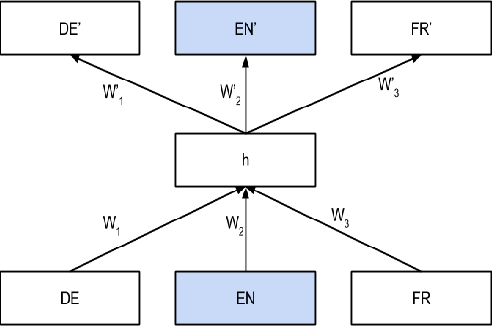 DE' EN' FR'
W'1 W'2 W'3
h
W1 W2 W3
DE EN FR